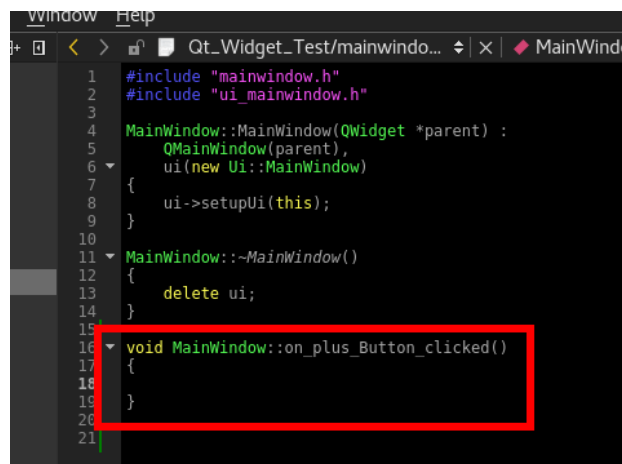 Window Help
Qt_Widget_Test/mainwindo... MainWind
1 #include "mainwindow.h"
2 #include "ui_mainwindow.h"
3
4 MainWindow::MainWindow(QWidget *parent) :
5 QMainWindow(parent),
6 ui(new Ui::MainWindow)
7 {
8 ui->setupUi(this);
9 }
10
11 MainWindow::~MainWindow()
12 {
13 delete ui;
14 }
15
16 void MainWindow::on_plus_Button_clicked()
17 {
18
19 }
20
21